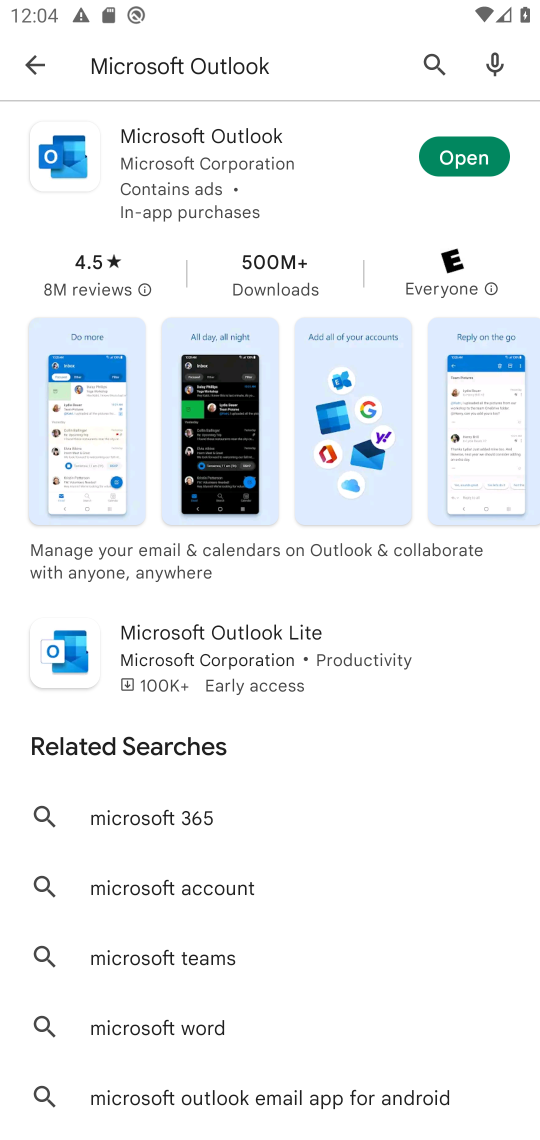 12:04
Microsoft Outlook
Microsoft Outlook
Microsoft Corporation
Contains ads •
In-app purchases
Open
4.5★
8M reviews
500M+
Downloads
E
Everyone
Do more
All day, all night
Add all of your accounts
Reply on the go
Manage your email & calendars on Outlook & collaborate
with anyone, anywhere
Microsoft Outlook Lite
Microsoft Corporation • Productivity
100K+ Early access
Related Searches
microsoft 365
microsoft account
microsoft teams
microsoft word
microsoft outlook email app for android